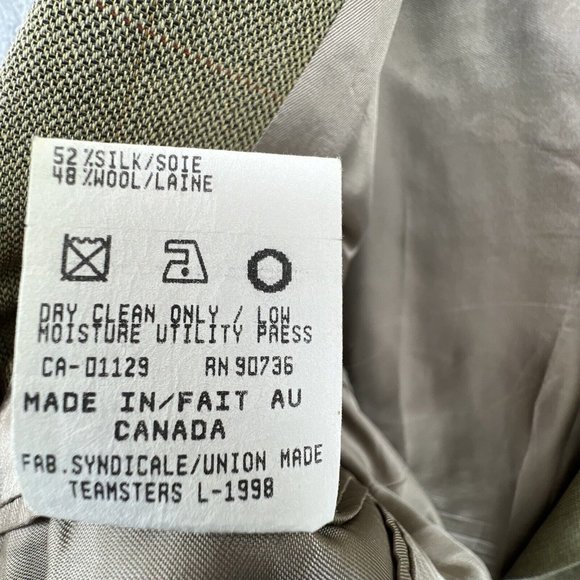 52 %SILK/SOIE
48 %WOOL/LAINE
DRY CLEAN ONLY / LOW
MOISTURE UTILITY PRESS
CA-01129 RN 90736
MADE IN/FAIT AU
CANADA
FAB.SYNDICALE/UNION MADE
TEAMSTERS L-1998